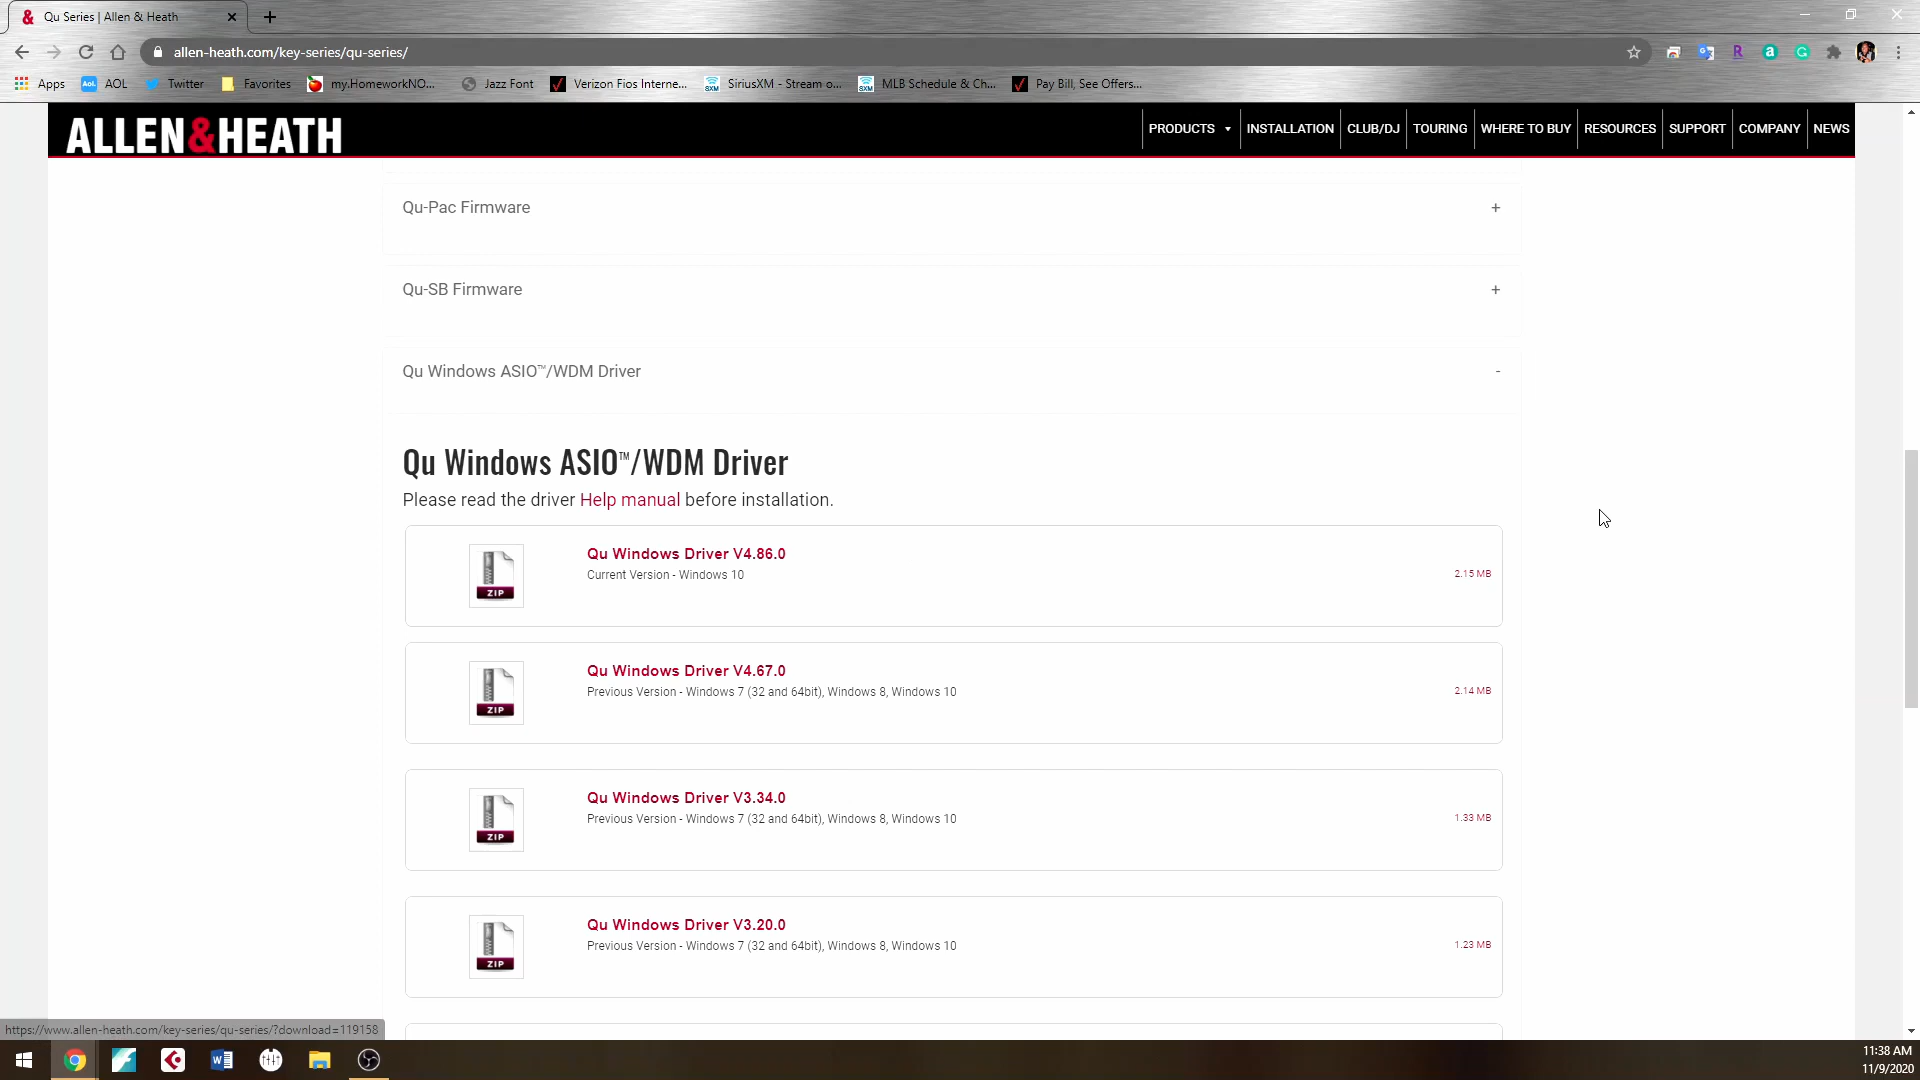 Qu Series | Allen & Heath
allen-heath.com/key-series/qu-series/
Apps AOL Twitter Favorites my.HomeworkNO... Jazz Font Verizon Fios Interne... SiriusXM - Stream o... MLB Schedule & Ch... Pay Bill, See Offers...
ALLEN&HEATH
PRODUCTS INSTALLATION CLUB/DJ TOURING WHERE TO BUY RESOURCES SUPPORT COMPANY NEWS
Qu-Pac Firmware +
Qu-SB Firmware +
Qu Windows ASIO™/WDM Driver -
Qu Windows ASIO™/WDM Driver
Please read the driver Help manual before installation.
ZIP
Qu Windows Driver V4.86.0
Current Version - Windows 10
2.15 MB
ZIP
Qu Windows Driver V4.67.0
Previous Version - Windows 7 (32 and 64bit), Windows 8, Windows 10
2.14 MB
ZIP
Qu Windows Driver V3.34.0
Previous Version - Windows 7 (32 and 64bit), Windows 8, Windows 10
1.33 MB
ZIP
Qu Windows Driver V3.20.0
Previous Version - Windows 7 (32 and 64bit), Windows 8, Windows 10
1.23 MB
https://www.allen-heath.com/key-series/qu-series/?download=119158
11:38 AM
11/9/2020